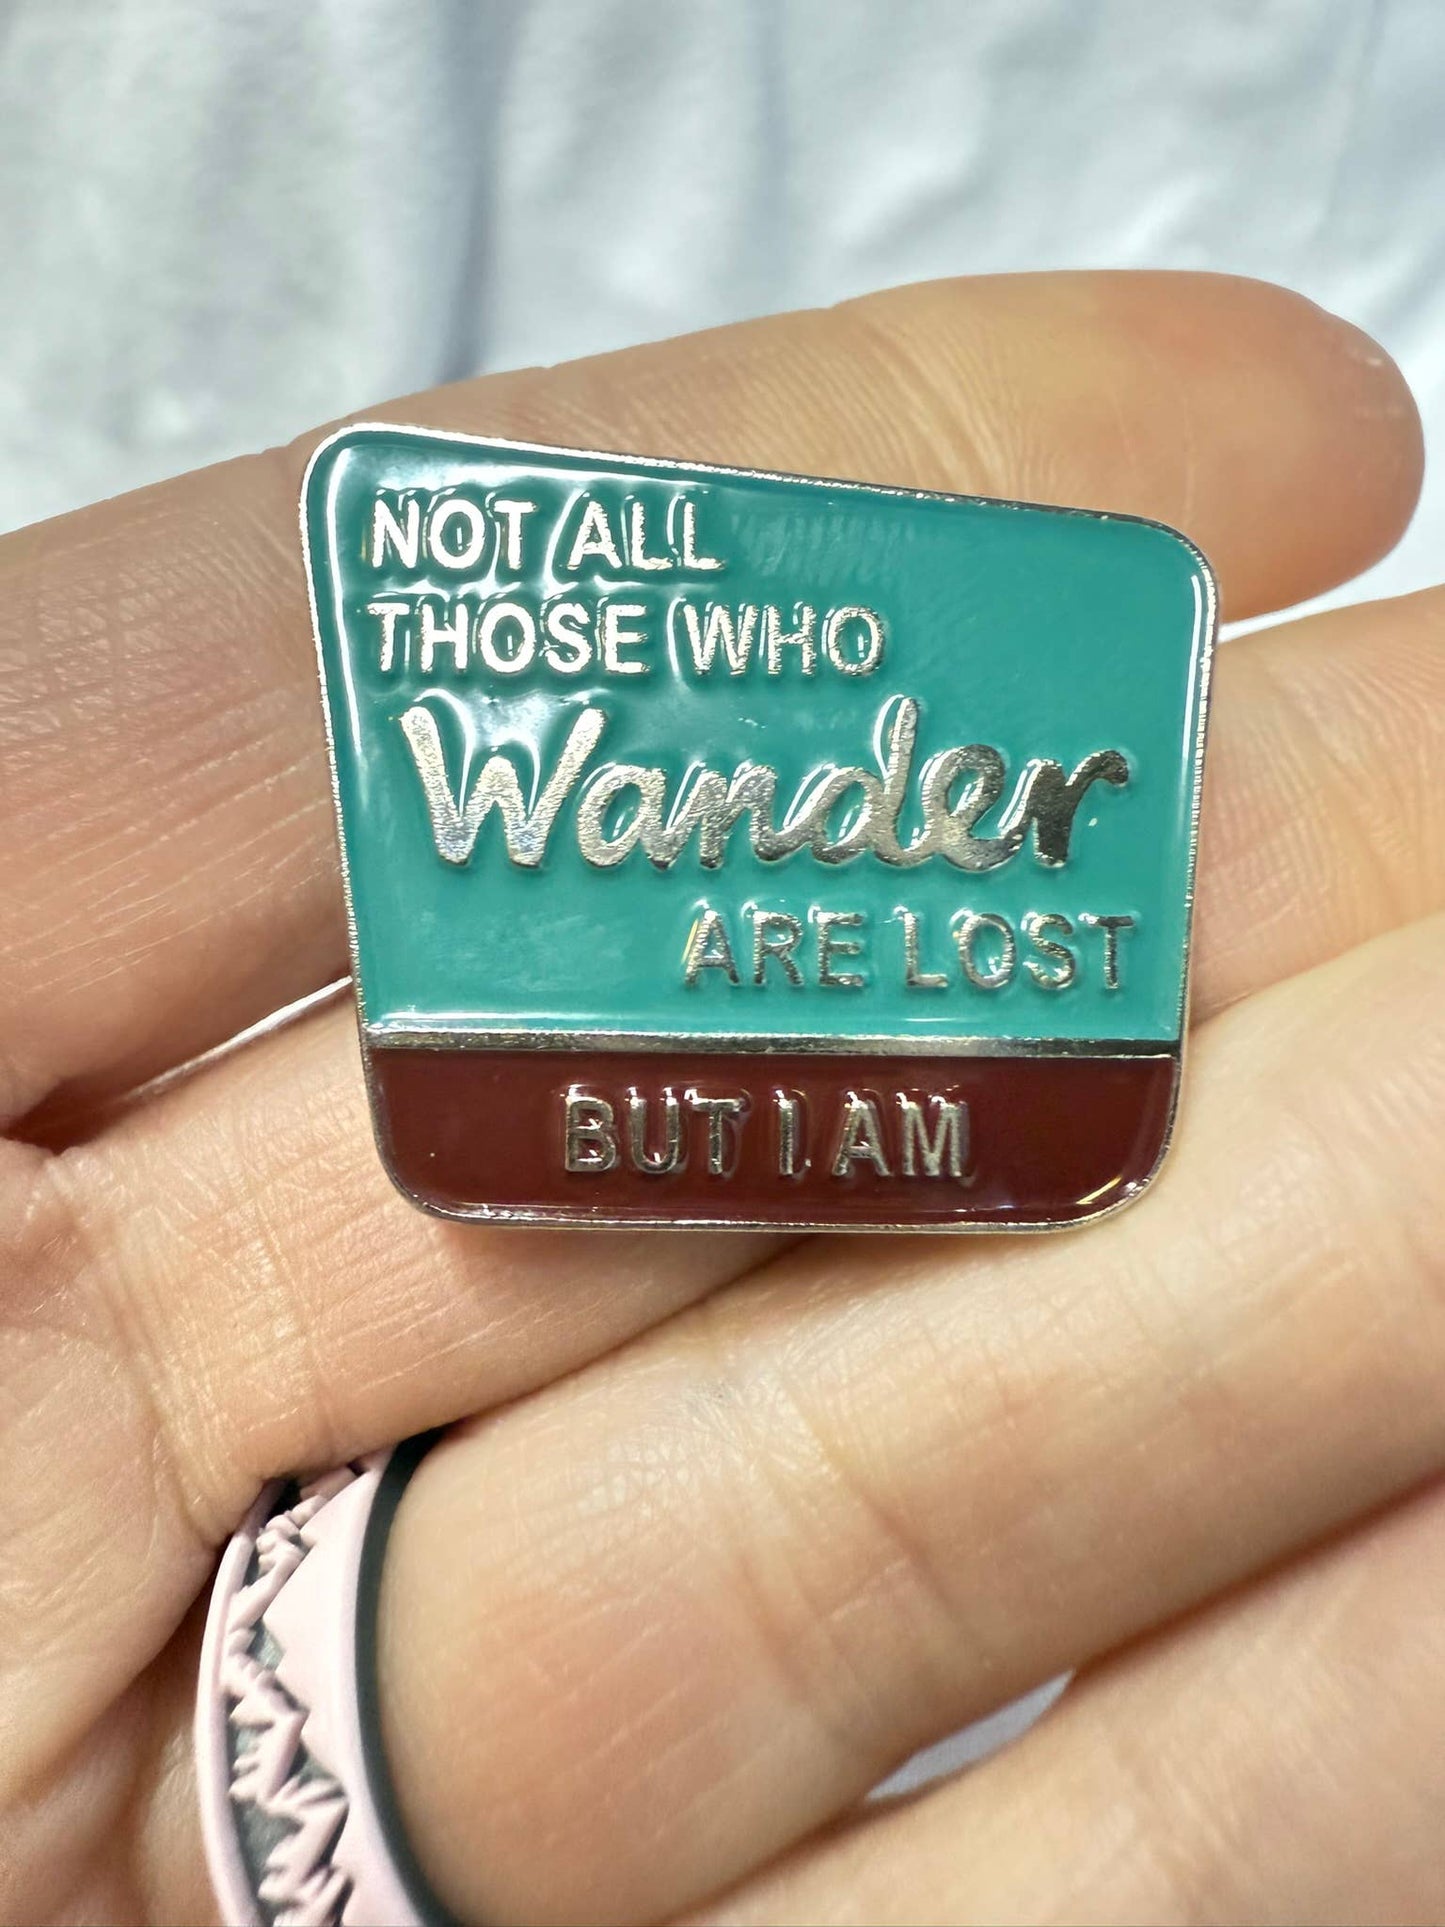 NOT ALL
THOSE WHO
Wander
ARE LOST
BUT I AM